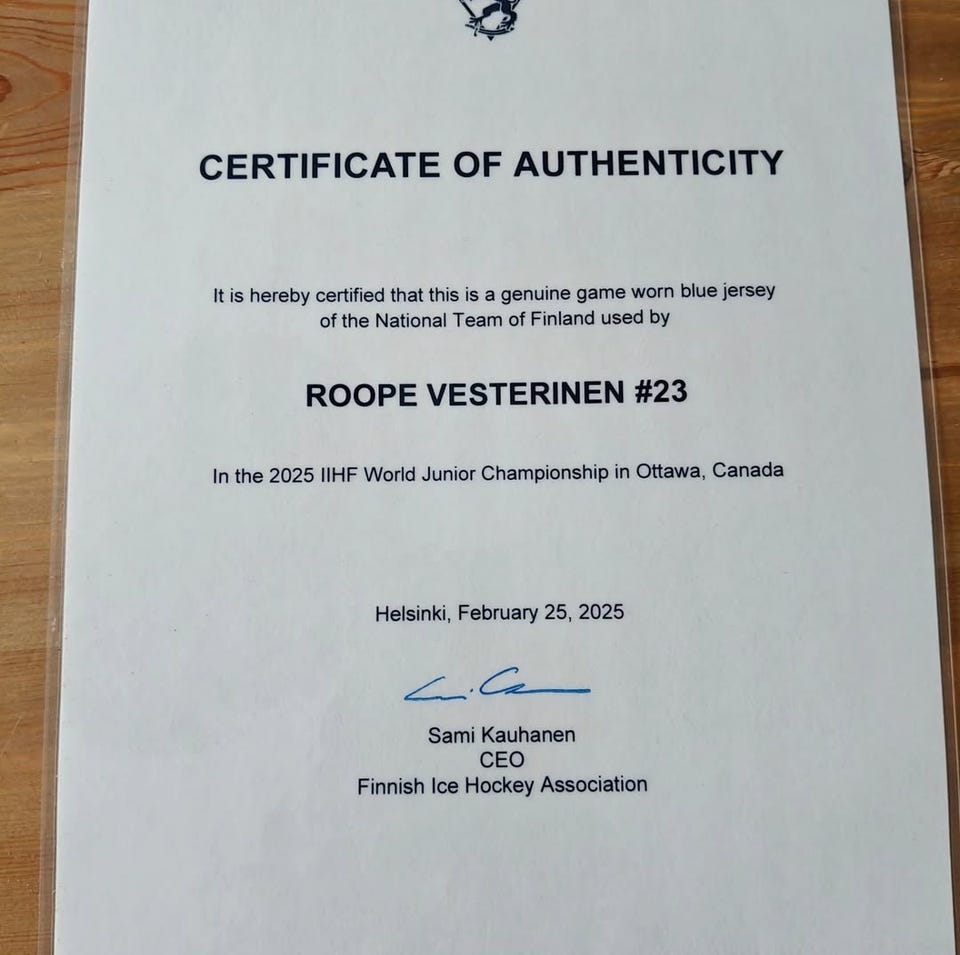 CERTIFICATE OF AUTHENTICITY
It is hereby certified that this is a genuine game worn blue jersey
of the National Team of Finland used by
ROOPE VESTERINEN #23
In the 2025 IIHF World Junior Championship in Ottawa, Canada
Helsinki, February 25, 2025
Sami Kauhanen
CEO
Finnish Ice Hockey Association